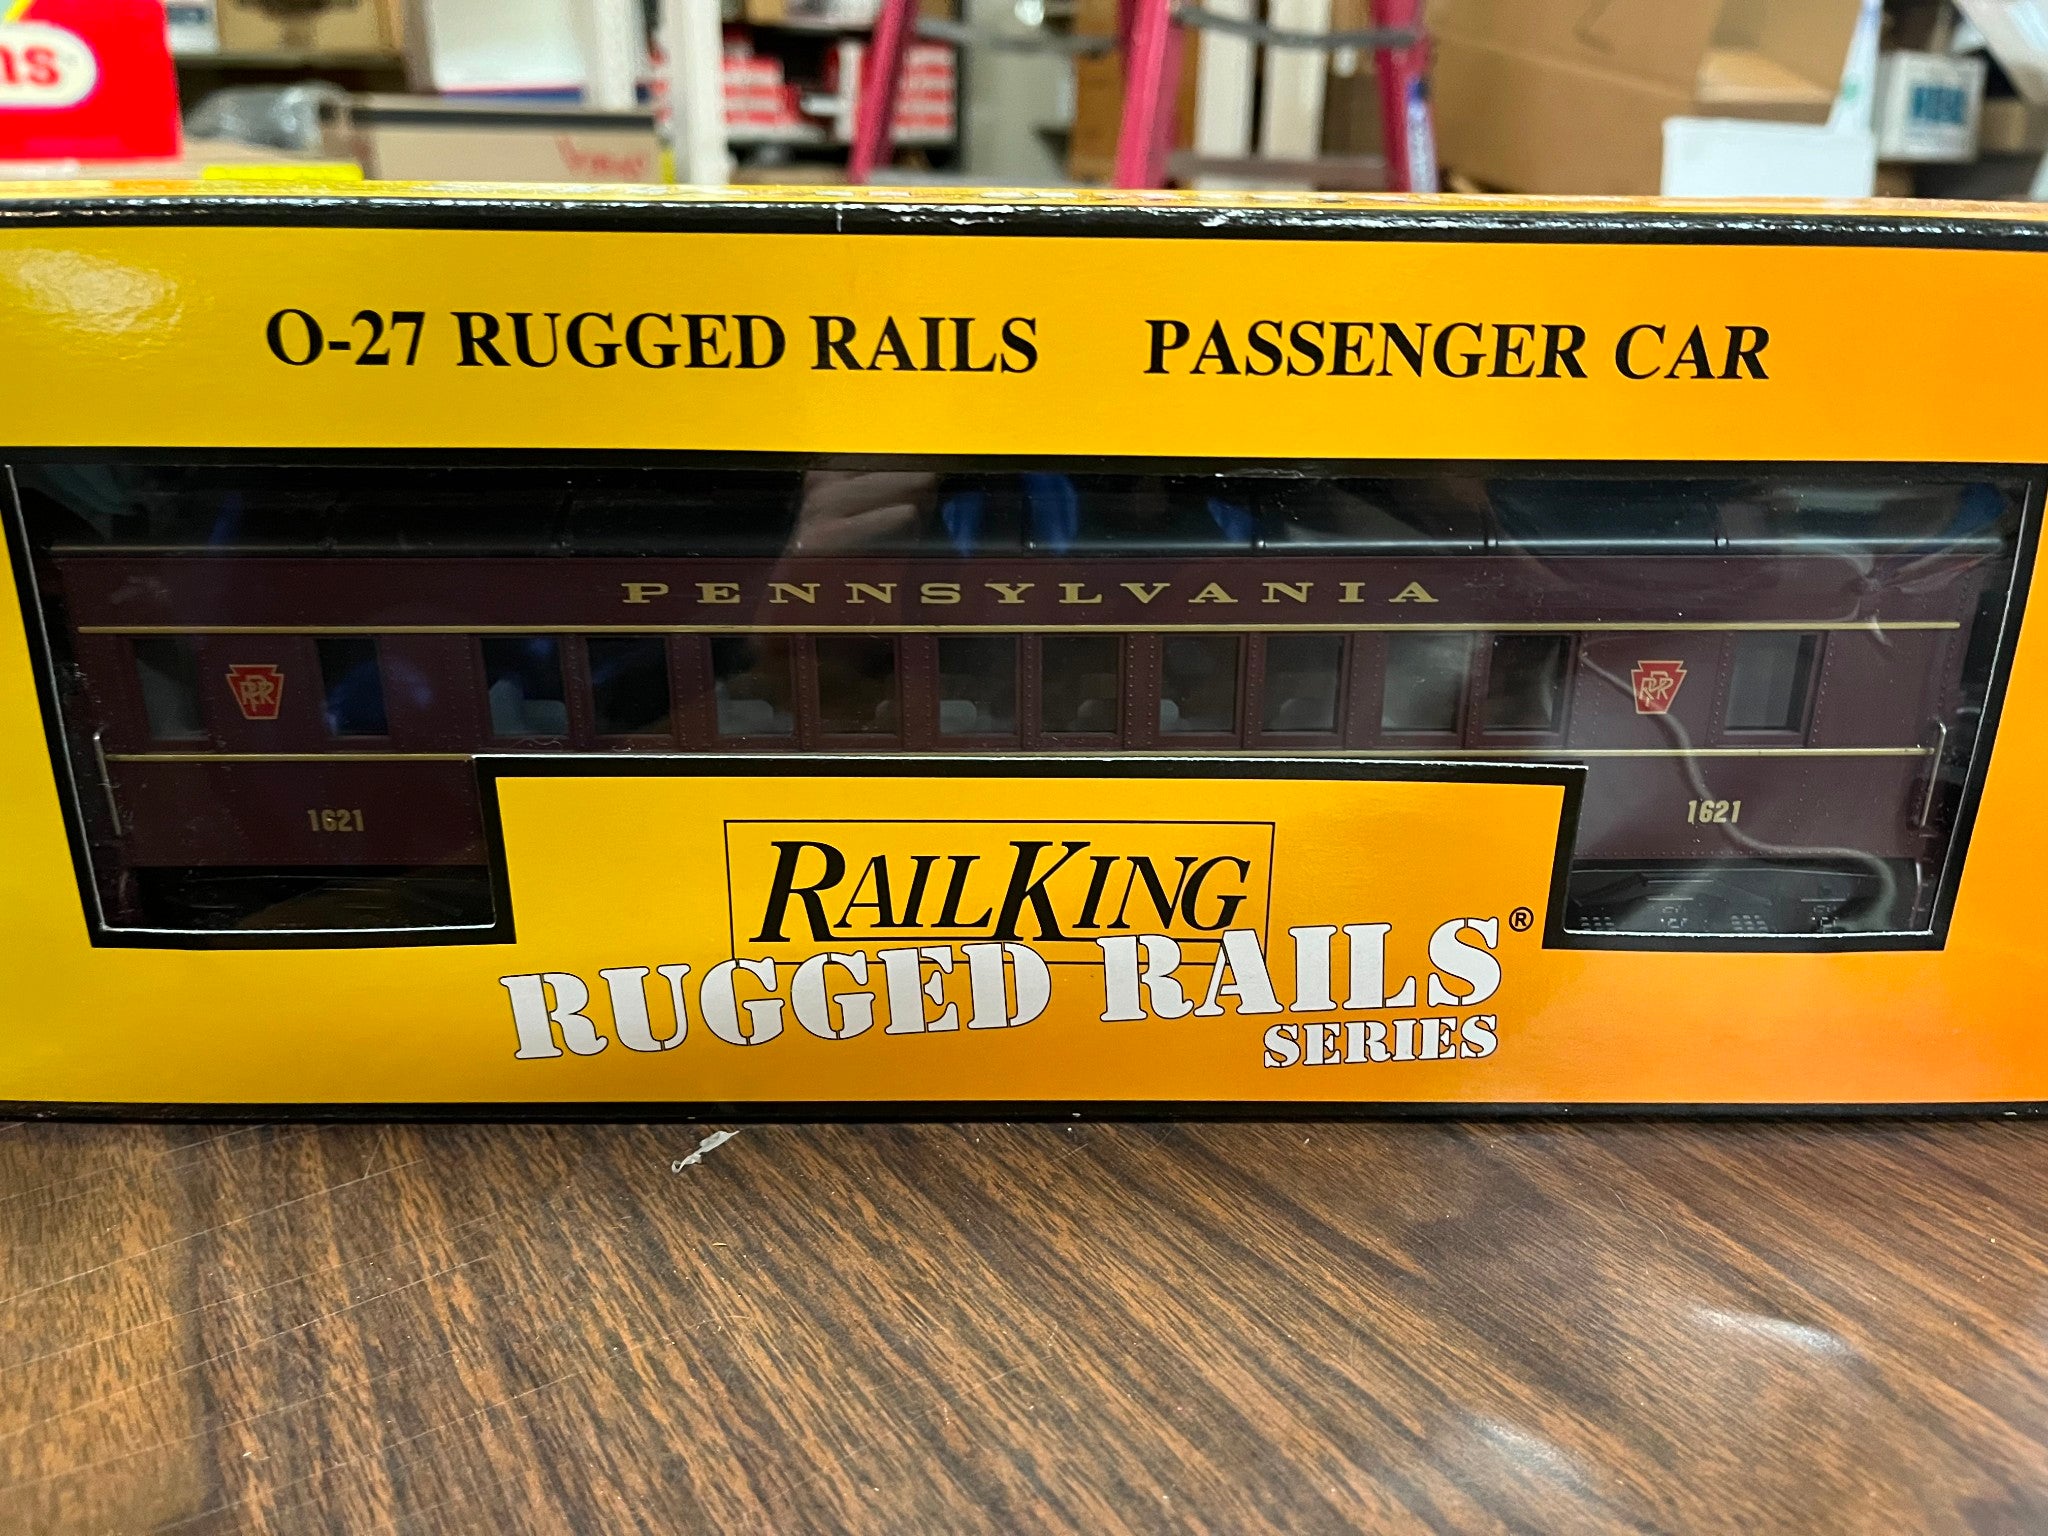 O-27 RUGGED RAILS PASSENGER CAR
PENNSYLVANIA
PRR PRR
1621 1621
RAILKING
RUGGED RAILS®
SERIES